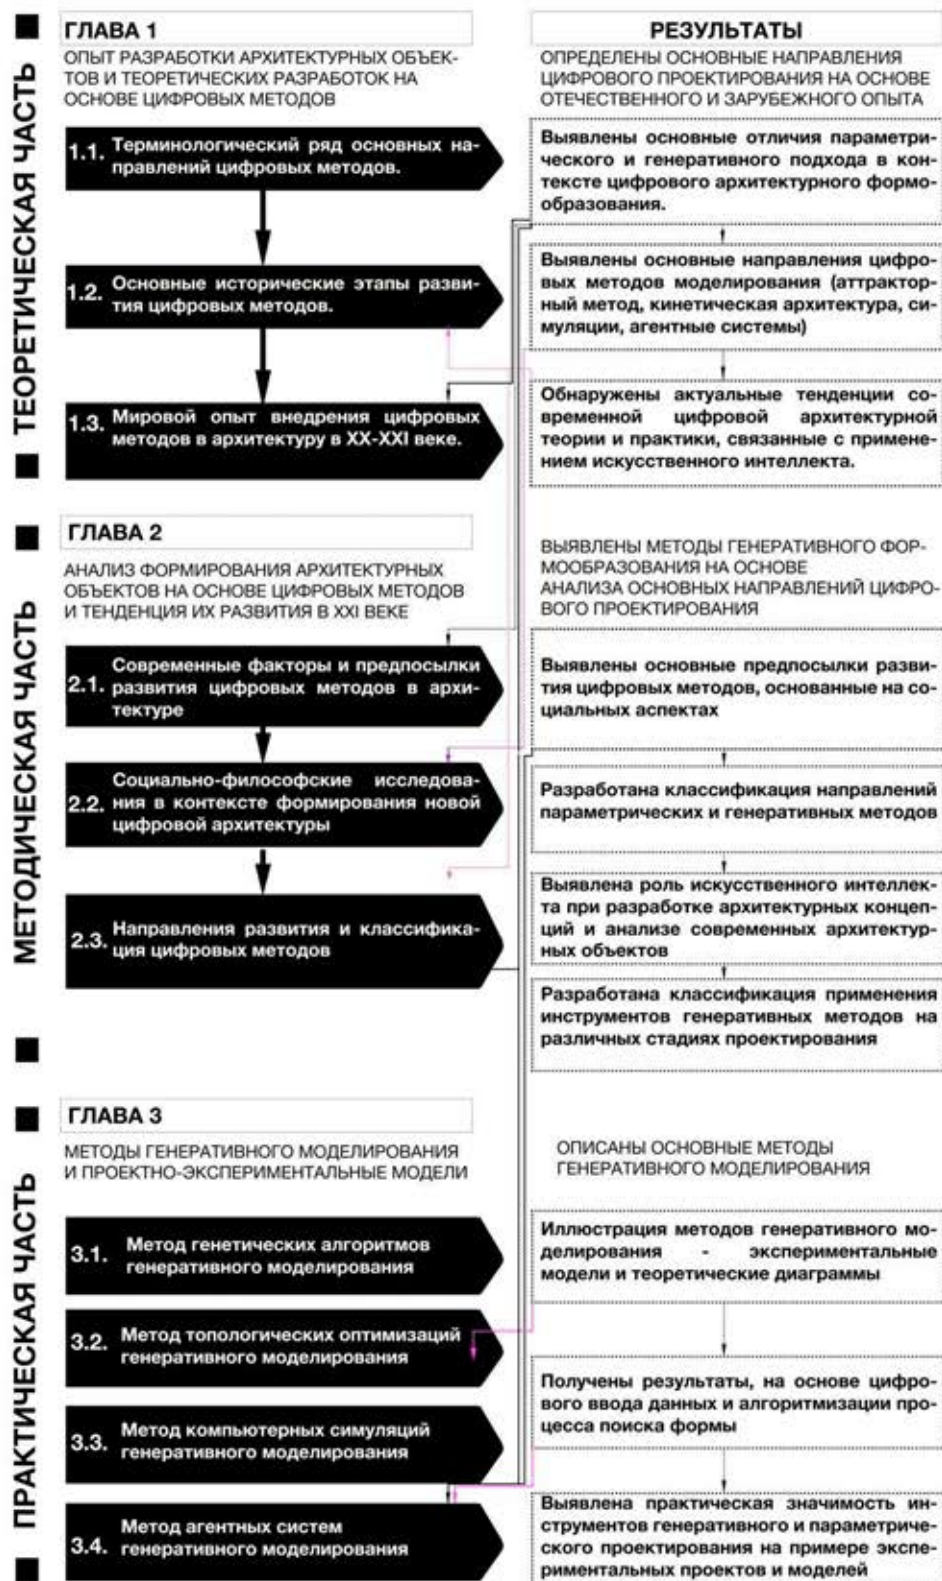 ТЕОРЕТИЧЕСКАЯ ЧАСТЬ
ГЛАВА 1
ОПЫТ РАЗРАБОТКИ АРХИТЕКТУРНЫХ ОБЪЕК-
ТОВ И ТЕОРЕТИЧЕСКИХ РАЗРАБОТОК НА
ОСНОВЕ ЦИФРОВЫХ МЕТОДОВ
1.1. Терминологический ряд основных на-
правлений цифровых методов.
1.2. Основные исторические этапы разви-
тия цифровых методов.
1.3. Мировой опыт внедрения цифровых
методов в архитектуру в XX-XXI веке.
РЕЗУЛЬТАТЫ
ОПРЕДЕЛЕНЫ ОСНОВНЫЕ НАПРАВЛЕНИЯ
ЦИФРОВОГО ПРОЕКТИРОВАНИЯ НА ОСНОВЕ
ОТЕЧЕСТВЕННОГО И ЗАРУБЕЖНОГО ОПЫТА
Выявлены основные отличия параметри-
ческого и генеративного подхода в кон-
тексте цифрового архитектурного формо-
образования.
Выявлены основные направления цифро-
вых методов моделирования (аттрактор-
ный метод, кинетическая архитектура, си-
муляции, агентные системы)
Обнаружены актуальные тенденции со-
временной цифровой архитектурной
теории и практики, связанные с примене-
нием искусственного интеллекта.
МЕТОДИЧЕСКАЯ ЧАСТЬ
ГЛАВА 2
АНАЛИЗ ФОРМИРОВАНИЯ АРХИТЕКТУРНЫХ
ОБЪЕКТОВ НА ОСНОВЕ ЦИФРОВЫХ МЕТОДОВ
И ТЕНДЕНЦИЯ ИХ РАЗВИТИЯ В XXI ВЕКЕ
2.1. Современные факторы и предпосылки
развития цифровых методов в архи-
тектуре
2.2. Социально-философские исследова-
ния в контексте формирования новой
цифровой архитектуры
2.3. Направления развития и классифика-
ция цифровых методов
ВЫЯВЛЕНЫ МЕТОДЫ ГЕНЕРАТИВНОГО ФОР-
МООБРАЗОВАНИЯ НА ОСНОВЕ
АНАЛИЗА ОСНОВНЫХ НАПРАВЛЕНИЙ ЦИФРО-
ВОГО ПРОЕКТИРОВАНИЯ
Выявлены основные предпосылки разви-
тия цифровых методов, основанные на со-
циальных аспектах
Разработана классификация направлений
параметрических и генеративных методов
Выявлена роль искусственного интеллек-
та при разработке архитектурных концеп-
ций и анализе современных архитектур-
ных объектов
Разработана классификация применения
инструментов генеративных методов на
различных стадиях проектирования
ПРАКТИЧЕСКАЯ ЧАСТЬ
ГЛАВА 3
МЕТОДЫ ГЕНЕРАТИВНОГО МОДЕЛИРОВАНИЯ
И ПРОЕКТНО-ЭКСПЕРИМЕНТАЛЬНЫЕ МОДЕЛИ
3.1. Метод генетических алгоритмов
генеративного моделирования
3.2. Метод топологических оптимизаций
генеративного моделирования
3.3. Метод компьютерных симуляций
генеративного моделирования
3.4. Метод агентных систем
генеративного моделирования
ОПИСАНЫ ОСНОВНЫЕ МЕТОДЫ
ГЕНЕРАТИВНОГО МОДЕЛИРОВАНИЯ
Иллюстрация методов генеративного мо-
делирования - экспериментальные
модели и теоретические диаграммы
Получены результаты, на основе цифро-
вого ввода данных и алгоритмизации про-
цесса поиска формы
Выявлена практическая значимость ин-
струментов генеративного и параметриче-
ского проектирования на примере экспе-
риментальных проектов и моделей